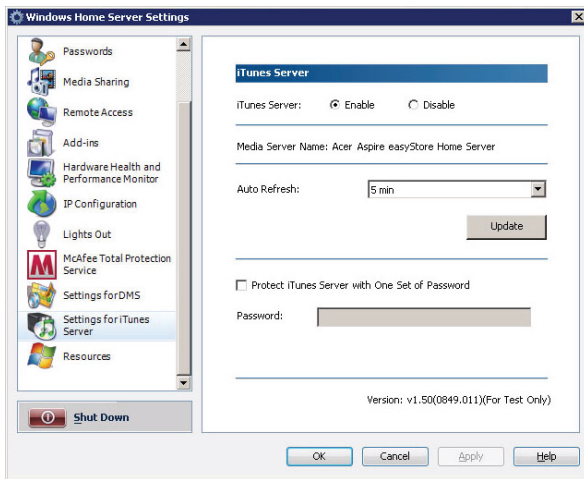 Windows Home Server Settings
Passwords
Media Sharing
Remote Access
Add-ins
Hardware Health and
Performance Monitor
IP Configuration
Lights Out
McAfee Total Protection
Service
Settings for DMS
Settings for iTunes
Server
Resources
Shut Down
iTunes Server
iTunes Server: Enable Disable
Media Server Name: Acer Aspire easyStore Home Server
Auto Refresh: 5 min
Update
Protect iTunes Server with One Set of Password
Password:
Version: v1.50(0849.011)(For Test Only)
OK Cancel Apply Help